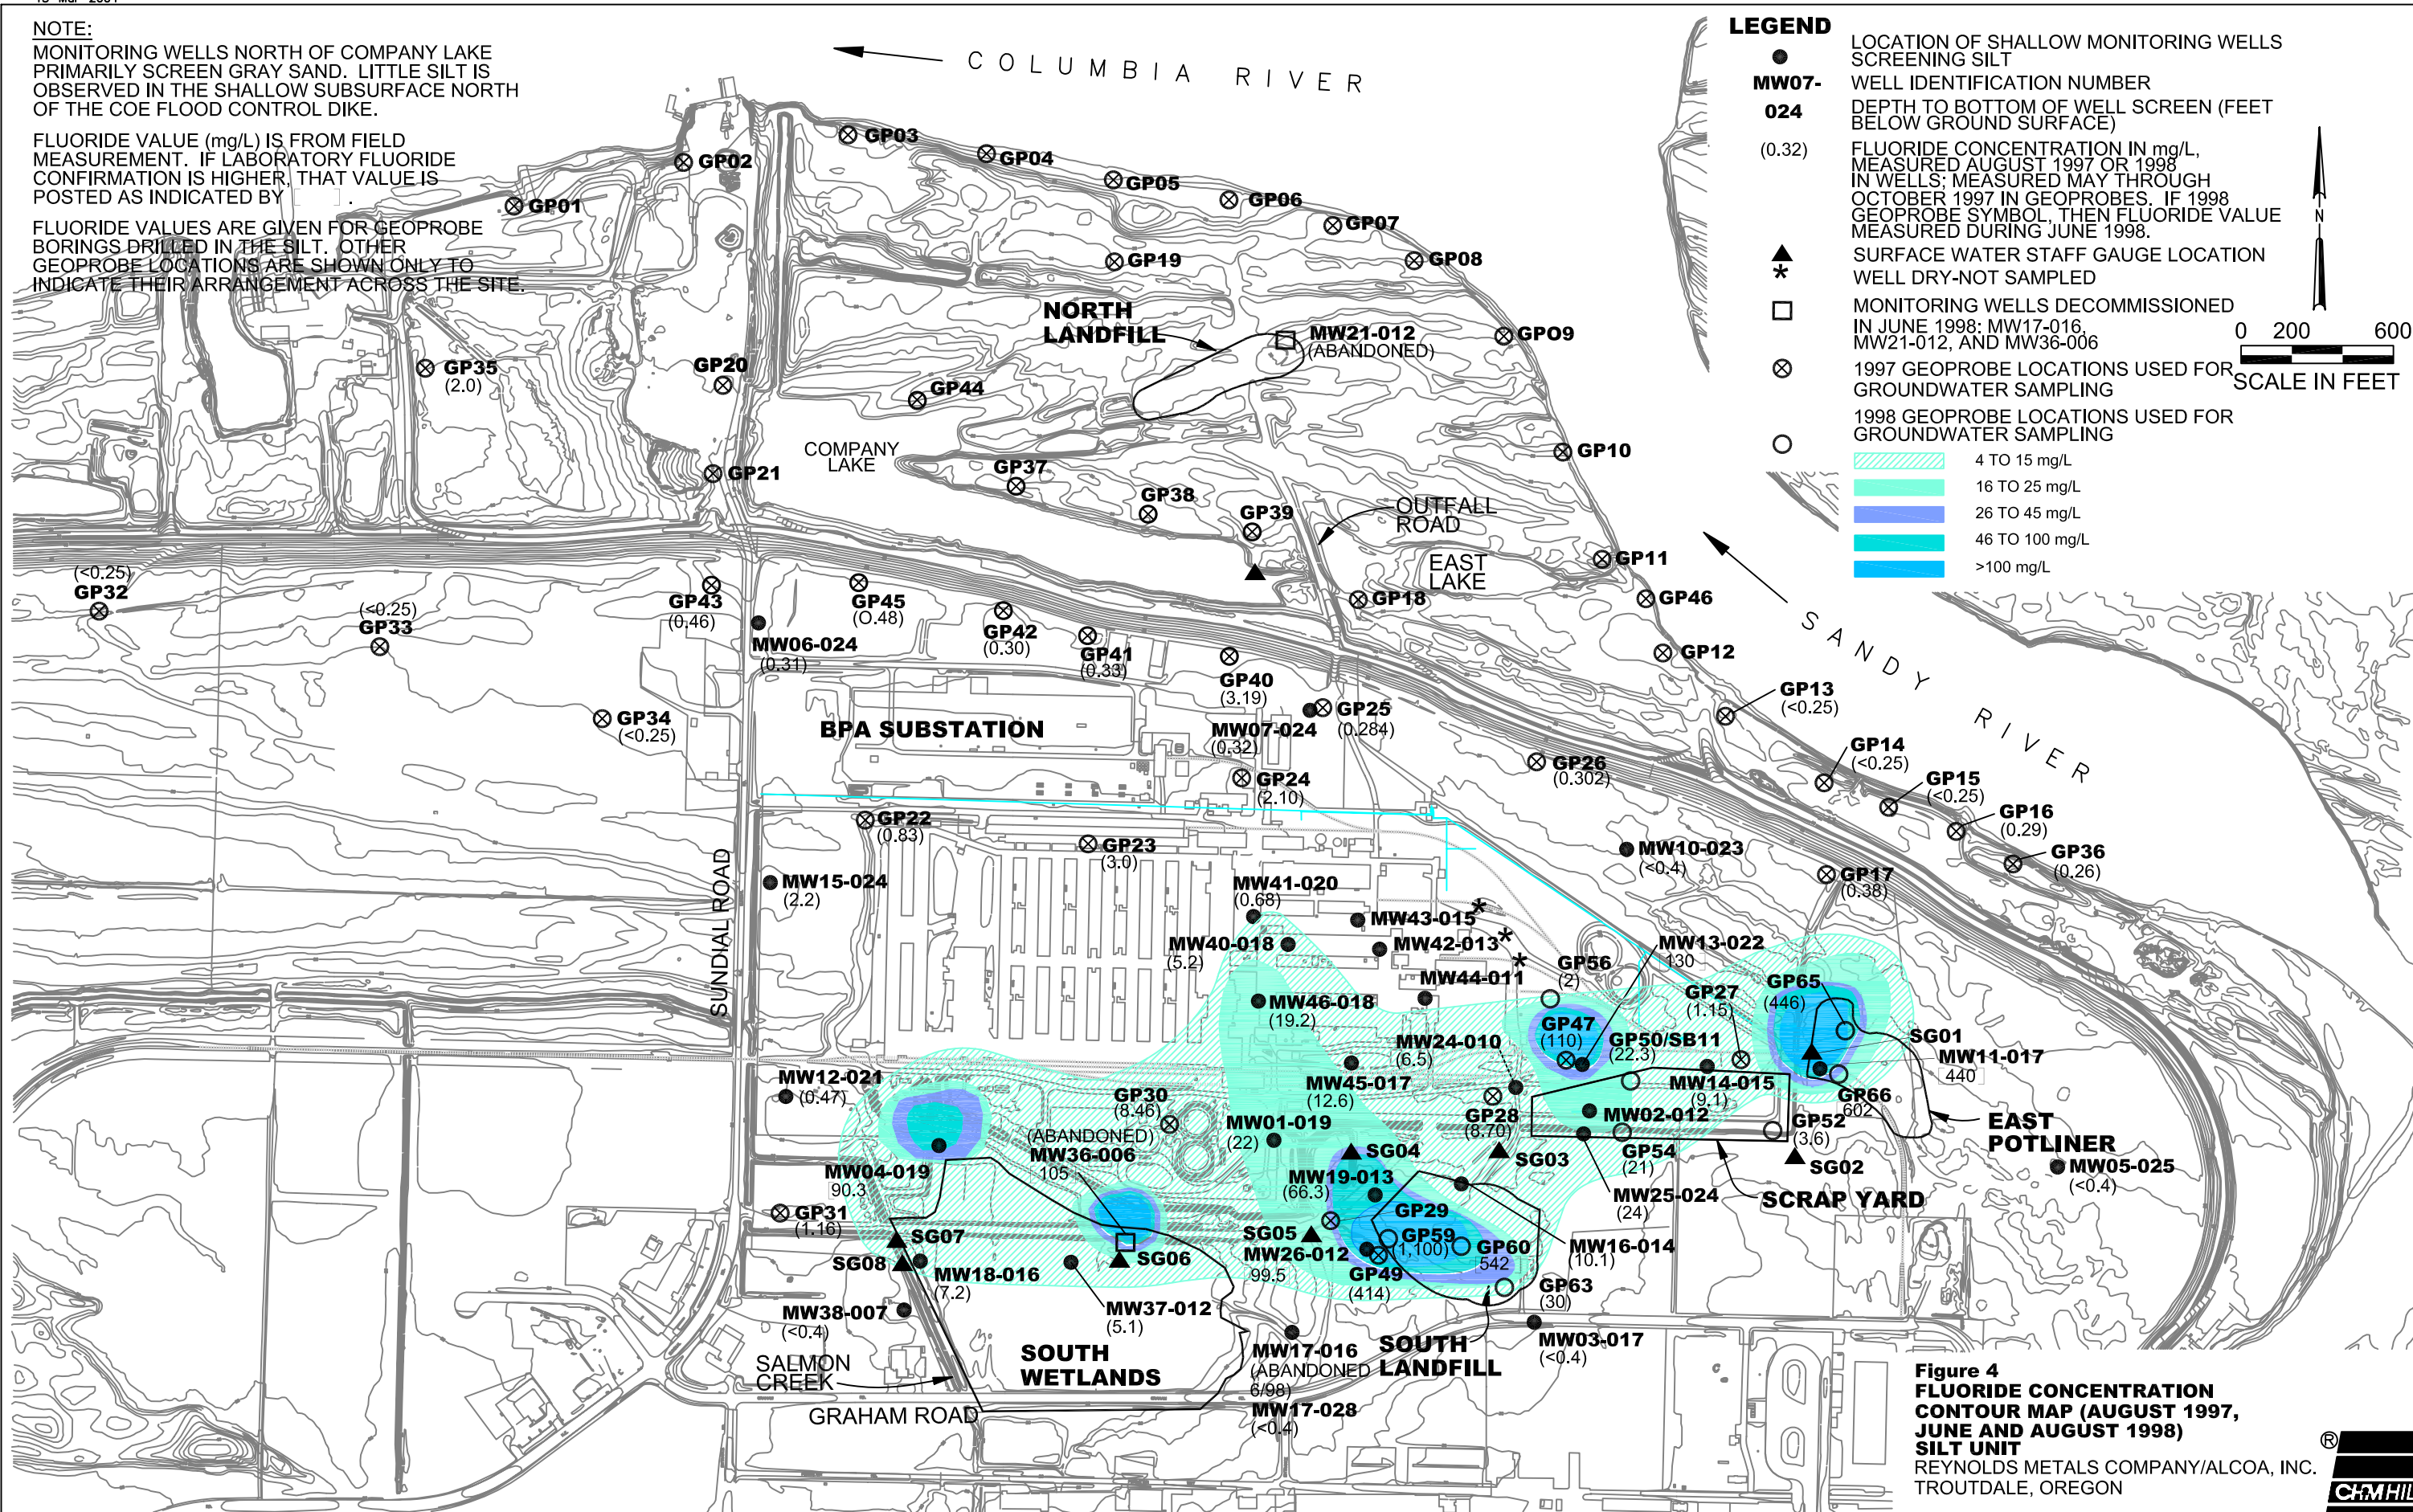 NOTE:
MONITORING WELLS NORTH OF COMPANY LAKE
PRIMARILY SCREEN GRAY SAND. LITTLE SILT IS
OBSERVED IN THE SHALLOW SUBSURFACE NORTH
OF THE COE FLOOD CONTROL DIKE.
FLUORIDE VALUE (mg/L) IS FROM FIELD
MEASUREMENT. IF LABORATORY FLUORIDE
CONFIRMATION IS HIGHER, THAT VALUE IS
POSTED AS INDICATED BY .
FLUORIDE VALUES ARE GIVEN FOR GEOPROBE
BORINGS DRILLED IN THE SILT. OTHER
GEOPROBE LOCATIONS ARE SHOWN ONLY TO
INDICATE THEIR ARRANGEMENT ACROSS THE SITE.
COLUMBIA RIVER
LEGEND
LOCATION OF SHALLOW MONITORING WELLS
SCREENING SILT
MW07- WELL IDENTIFICATION NUMBER
024 DEPTH TO BOTTOM OF WELL SCREEN (FEET
BELOW GROUND SURFACE)
(0.32) FLUORIDE CONCENTRATION IN mg/L,
MEASURED AUGUST 1997 OR 1998
IN WELLS; MEASURED MAY THROUGH
OCTOBER 1997 IN GEOPROBES. IF 1998
GEOPROBE SYMBOL, THEN FLUORIDE VALUE
MEASURED DURING JUNE 1998.
SURFACE WATER STAFF GAUGE LOCATION
* WELL DRY-NOT SAMPLED
MONITORING WELLS DECOMMISSIONED
IN JUNE 1998: MW17-016,
MW21-012, AND MW36-006
1997 GEOPROBE LOCATIONS USED FOR
GROUNDWATER SAMPLING
1998 GEOPROBE LOCATIONS USED FOR
GROUNDWATER SAMPLING
4 TO 15 mg/L
16 TO 25 mg/L
26 TO 45 mg/L
46 TO 100 mg/L
>100 mg/L
N
0 200 600
SCALE IN FEET
GP03
GP02
GP04
GP05
GP06
GP01
GP07
GP19
GP08
NORTH
LANDFILL
MW21-012
(ABANDONED)
GPO9
GP35
(2.0)
GP20
GP44
COMPANY
LAKE
GP10
GP21
GP37
GP38
GP39
OUTFALL
ROAD
EAST
LAKE
GP11
(<0.25)
GP32
(<0.25)
GP33
GP43
(0.46)
GP45
(O.48)
GP42
(0.30)
GP41
(0.33)
GP18
GP46
MW06-024
(0.31)
GP40
(3.19)
GP12
SANDY RIVER
GP34
(<0.25)
BPA SUBSTATION
MW07-024
(0.32)
GP25
(0.284)
GP13
(<0.25)
GP24
(2.10)
GP26
(0.302)
GP14
(<0.25)
GP15
(<0.25)
GP16
(0.29)
GP22
(0.83)
GP23
(3.0)
MW10-023
(<0.4)
GP36
(0.26)
GP17
(0.38)
SUNDIAL ROAD
MW15-024
(2.2)
MW41-020
(0.68)
MW43-015*
MW40-018
(5.2)
MW42-013*
MW13-022
130
*
MW44-011
GP56
(2)
MW46-018
(19.2)
GP27
(1.15)
GP65
(446)
GP47
(110)
GP50/SB11
(22.3)
SG01
MW24-010
(6.5)
MW11-017
440
MW12-021
(0.47)
MW45-017
(12.6)
MW14-015
(9.1)
GP30
(8.46)
GP28
(8.70)
MW02-012
GP66
602
MW01-019
(22)
GP52
(3.6)
EAST
POTLINER
(ABANDONED)
MW36-006
105
SG04
SG03
GP54
(21)
SG02
MW05-025
(<0.4)
MW04-019
90.3
MW19-013
(66.3)
MW25-024
(24)
SCRAP YARD
GP31
(1.16)
GP29
SG07
SG05
GP59
(1,100)
GP60
542
MW16-014
(10.1)
SG08
SG06
MW26-012
99.5
MW18-016
(7.2)
GP49
(414)
GP63
(30)
MW38-007
(<0.4)
MW37-012
(5.1)
MW17-016
(ABANDONED
6/98)
MW17-028
(<0.4)
SOUTH
LANDFILL
MW03-017
(<0.4)
SALMON
CREEK
SOUTH
WETLANDS
GRAHAM ROAD
Figure 4
FLUORIDE CONCENTRATION
CONTOUR MAP (AUGUST 1997,
JUNE AND AUGUST 1998)
SILT UNIT
REYNOLDS METALS COMPANY/ALCOA, INC.
TROUTDALE, OREGON
®